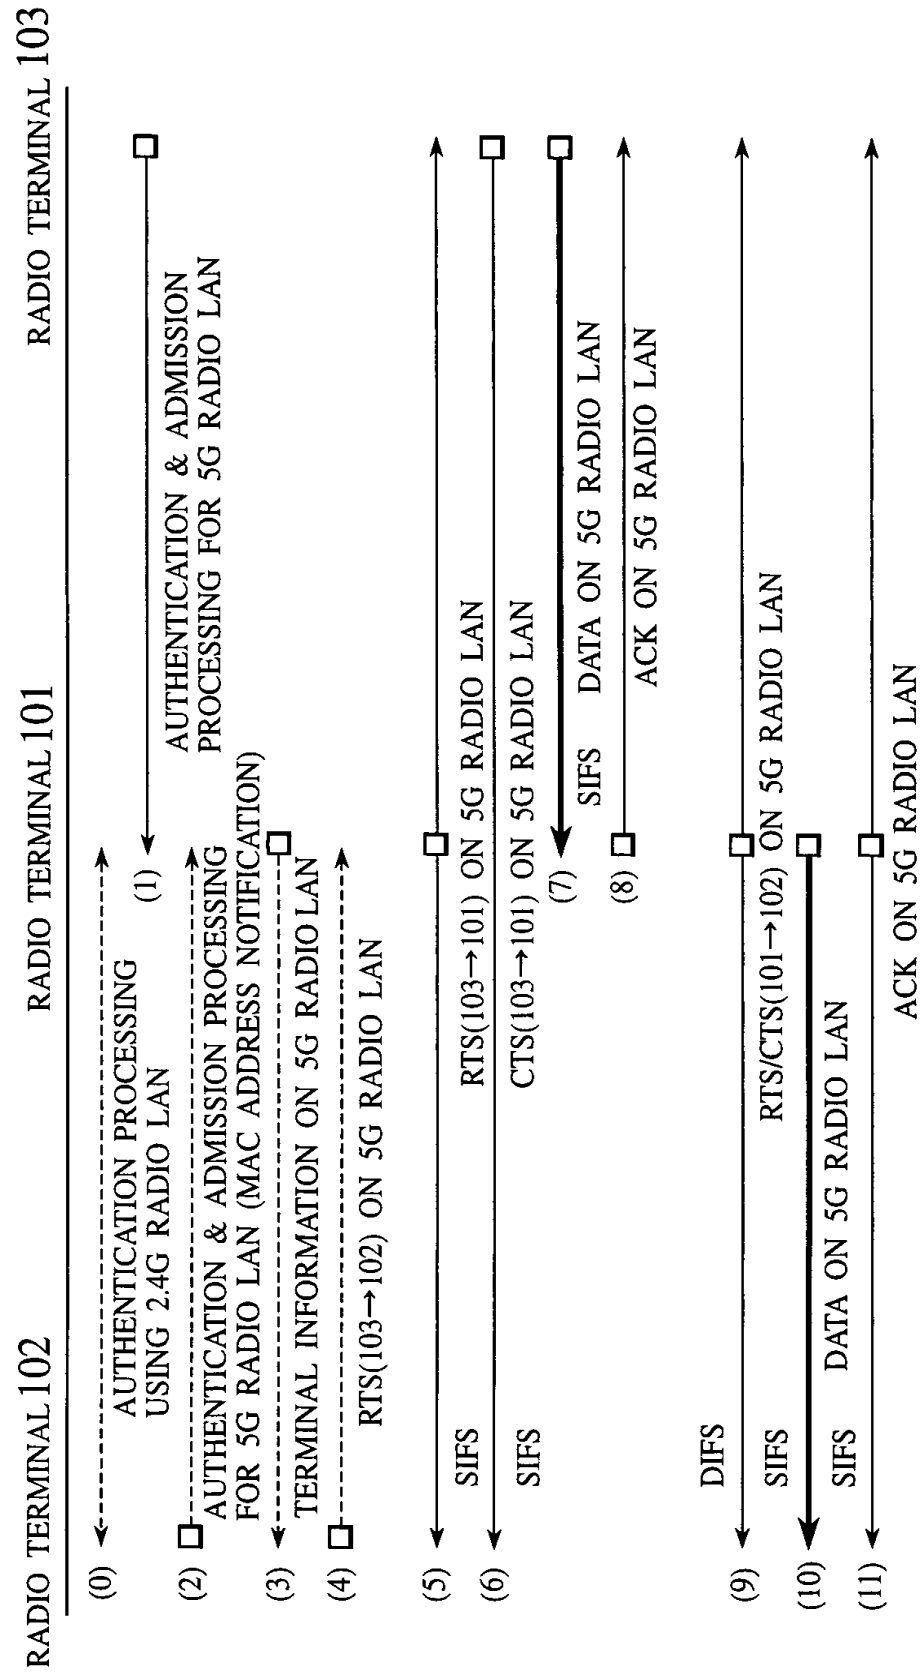 RADIO TERMINAL 102
RADIO TERMINAL 101
RADIO TERMINAL 103
(0)
AUTHENTICATION PROCESSING
USING 2.4G RADIO LAN
(1)
AUTHENTICATION & ADMISSION
PROCESSING FOR 5G RADIO LAN
(2)
AUTHENTICATION & ADMISSION PROCESSING
FOR 5G RADIO LAN (MAC ADDRESS NOTIFICATION)
(3)
TERMINAL INFORMATION ON 5G RADIO LAN
(4)
RTS(103→102) ON 5G RADIO LAN
(5)
SIFS
RTS(103→101) ON 5G RADIO LAN
(6)
SIFS
CTS(103→101) ON 5G RADIO LAN
(7)
SIFS
DATA ON 5G RADIO LAN
(8)
ACK ON 5G RADIO LAN
DIFS
(9)
SIFS
RTS/CTS(101→102) ON 5G RADIO LAN
(10)
SIFS
DATA ON 5G RADIO LAN
(11)
ACK ON 5G RADIO LAN